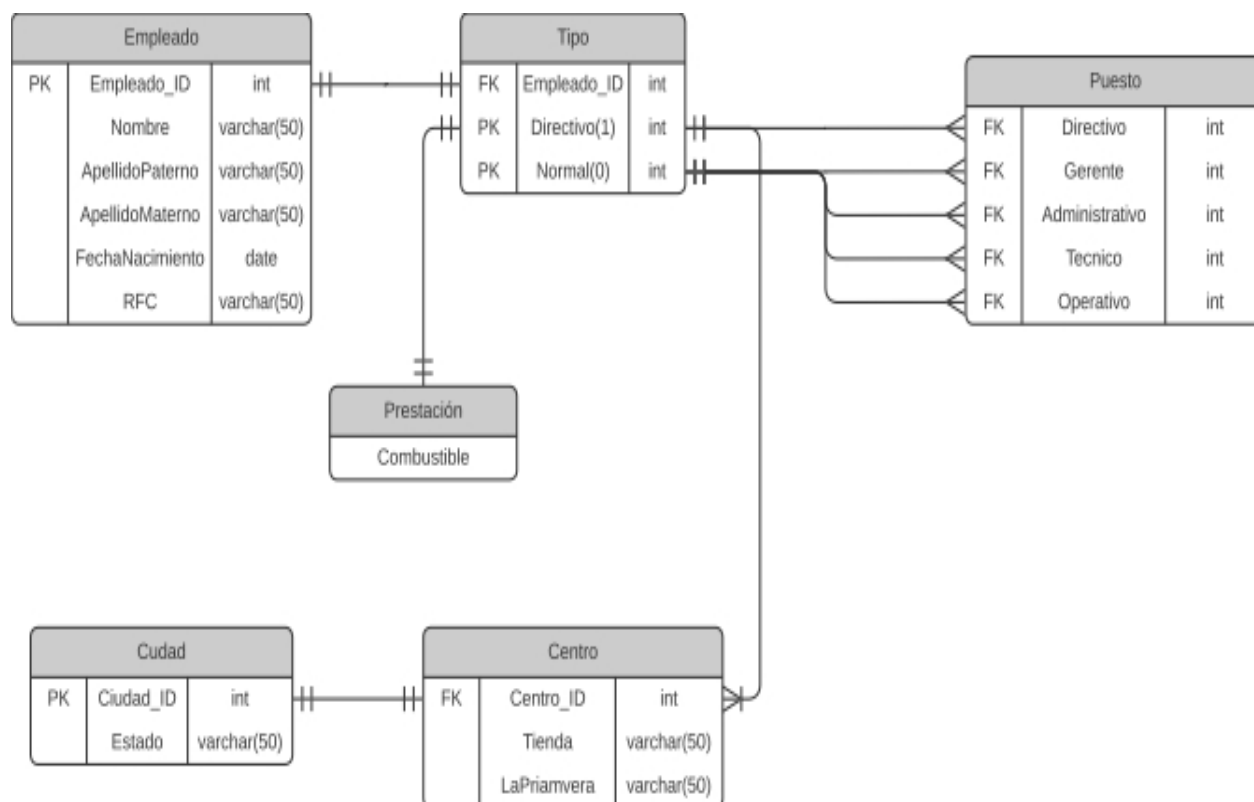 Empleado
PK Empleado_ID int
Nombre varchar(50)
ApellidoPaterno varchar(50)
ApellidoMaterno varchar(50)
FechaNacimiento date
RFC varchar(50)
Tipo
FK Empleado_ID int
PK Directivo(1) int
PK Normal(0) int
Puesto
FK Directivo int
FK Gerente int
FK Administrativo int
FK Tecnico int
FK Operativo int
Prestación
Combustible
Cudad
PK Ciudad_ID int
Estado varchar(50)
Centro
FK Centro_ID int
Tienda varchar(50)
LaPriamvera varchar(50)